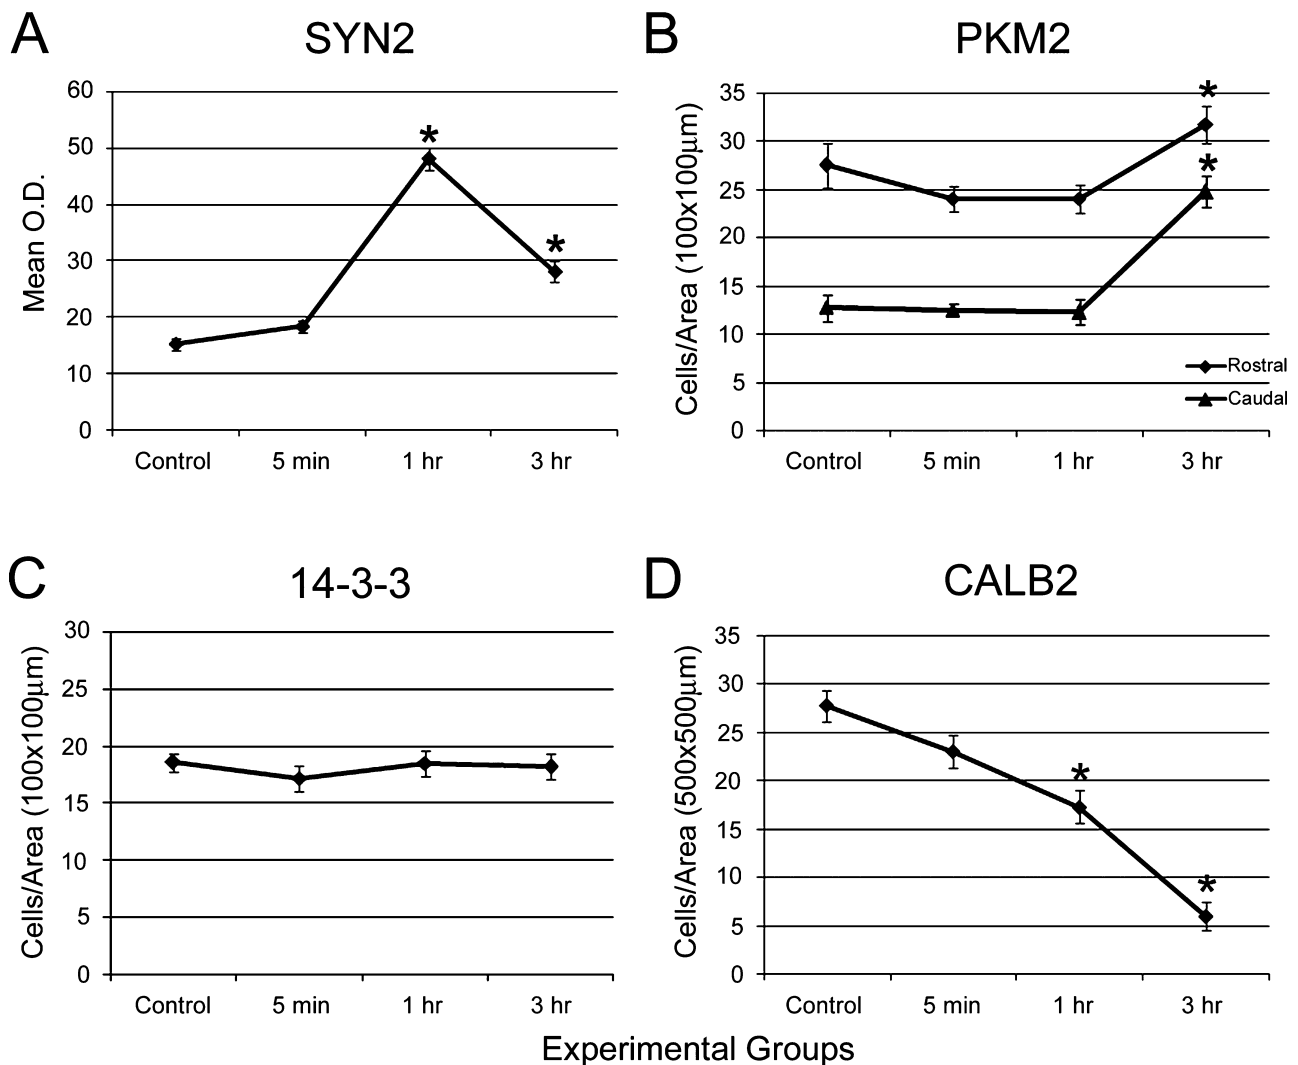 A
SYN2
Mean O.D.
60
50
40
30
20
10
0
*
*
Control 5 min 1 hr 3 hr
B
PKM2
Cells/Area (100x100μm)
35
30
25
20
15
10
5
0
*
*
Rostral
Caudal
Control 5 min 1 hr 3 hr
C
14-3-3
Cells/Area (100x100μm)
30
25
20
15
10
5
0
Control 5 min 1 hr 3 hr
D
CALB2
Cells/Area (500x500μm)
35
30
25
20
15
10
5
0
*
*
Control 5 min 1 hr 3 hr
Experimental Groups